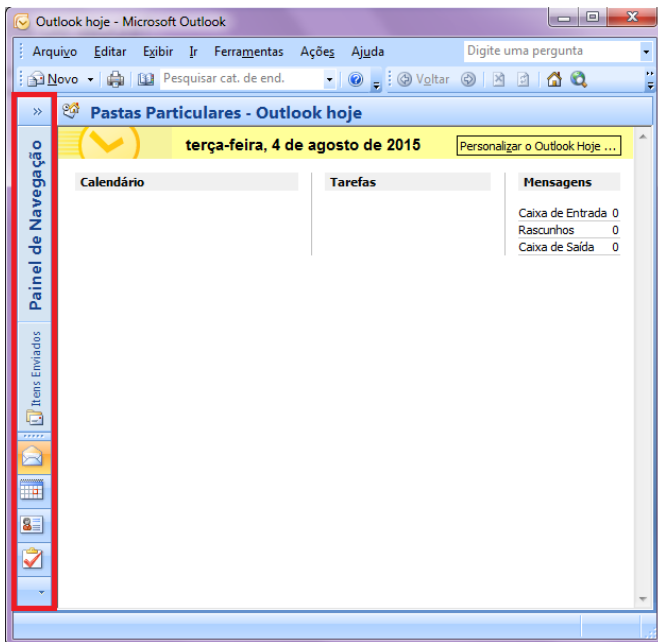 Outlook hoje - Microsoft Outlook
Arquivo Editar Exibir Ir Ferramentas Ações Ajuda Digite uma pergunta
Novo Pesquisar cat. de end. Voltar
» Pastas Particulares - Outlook hoje
terça-feira, 4 de agosto de 2015 Personalizar o Outlook Hoje ...
Calendário Tarefas Mensagens
Caixa de Entrada 0
Rascunhos 0
Caixa de Saída 0
Painel de Navegação
Itens Enviados